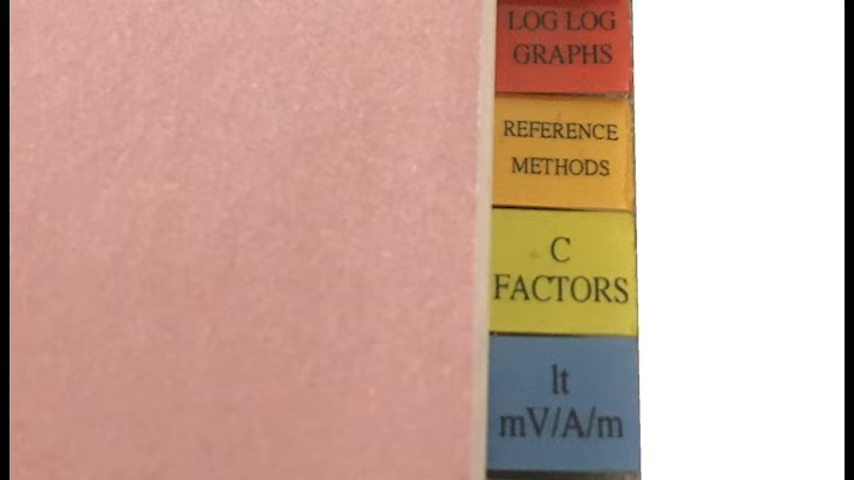 LOG LOG
GRAPHS
REFERENCE
METHODS
C
FACTORS
lt
mV/A/m